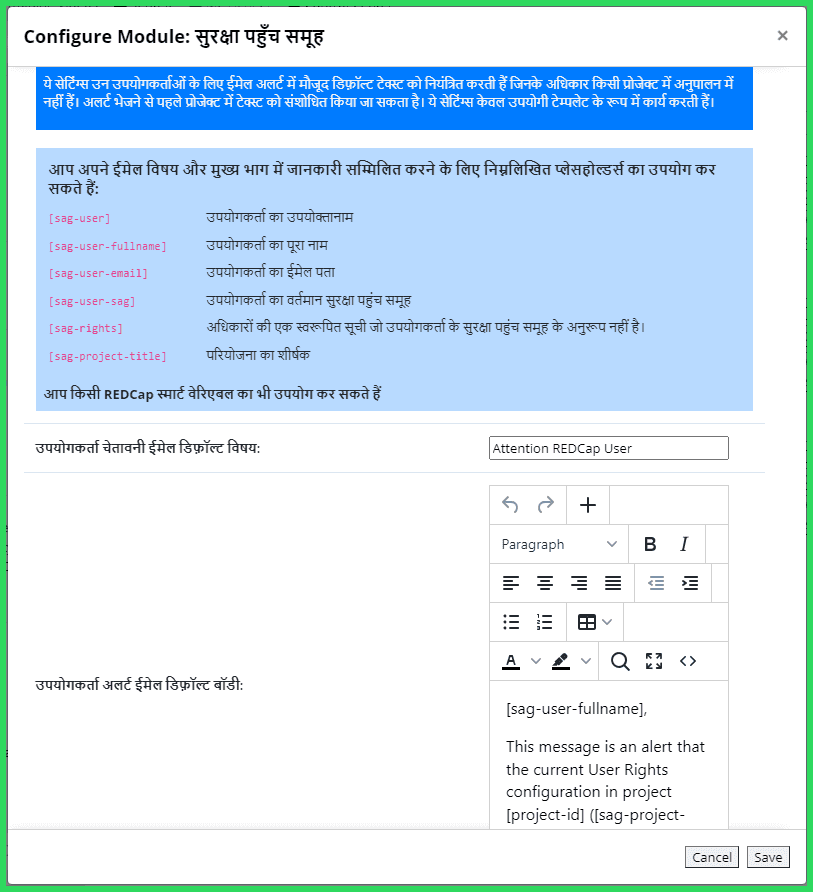 Configure Module: सुरक्षा पहुँच समूह
×
ये सेटिंग्स उन उपयोगकर्ताओं के लिए ईमेल अलर्ट में मौजूद डिफ़ॉल्ट टेक्स्ट को नियंत्रित करती हैं जिनके अधिकार किसी प्रोजेक्ट में अनुपालन में
नहीं हैं। अलर्ट भेजने से पहले प्रोजेक्ट में टेक्स्ट को संशोधित किया जा सकता है। ये सेटिंग्स केवल उपयोगी टेम्पलेट के रूप में कार्य करती हैं।
आप अपने ईमेल विषय और मुख्य भाग में जानकारी सम्मिलित करने के लिए निम्नलिखित प्लेसहोल्डर्स का उपयोग कर
सकते हैं:
[sag-user] उपयोगकर्ता का उपयोक्तानाम
[sag-user-fullname] उपयोगकर्ता का पूरा नाम
[sag-user-email] उपयोगकर्ता का ईमेल पता
[sag-user-sag] उपयोगकर्ता का वर्तमान सुरक्षा पहुंच समूह
[sag-rights] अधिकारों की एक स्वरूपित सूची जो उपयोगकर्ता के सुरक्षा पहुंच समूह के अनुरूप नहीं है।
[sag-project-title] परियोजना का शीर्षक
आप किसी REDCap स्मार्ट वेरिएबल का भी उपयोग कर सकते हैं
उपयोगकर्ता चेतावनी ईमेल डिफ़ॉल्ट विषय: Attention REDCap User
Paragraph B I
उपयोगकर्ता अलर्ट ईमेल डिफ़ॉल्ट बॉडी:
[sag-user-fullname],
This message is an alert that
the current User Rights
configuration in project
[project-id] ([sag-project-
Cancel Save